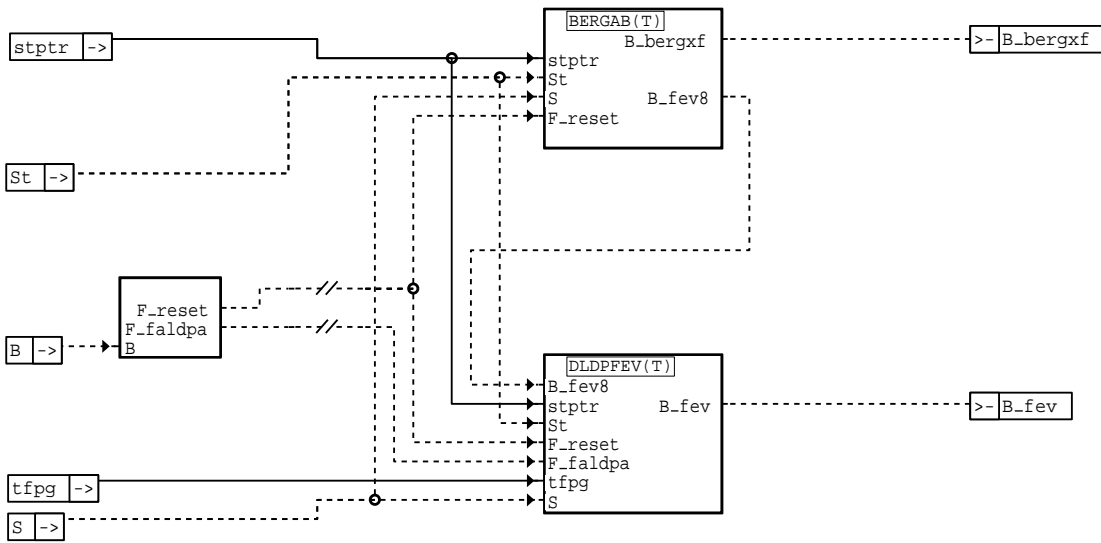 BERGAB(T)
B_bergxf
>- B_bergxf
stptr ->
stptr
St
S
B_fev8
F_reset
St ->
F_reset
F_faldpa
B
B ->
DLDPFEV(T)
B_fev8
stptr
B_fev
>- B_fev
St
F_reset
F_faldpa
tfpg
S
tfpg ->
S ->